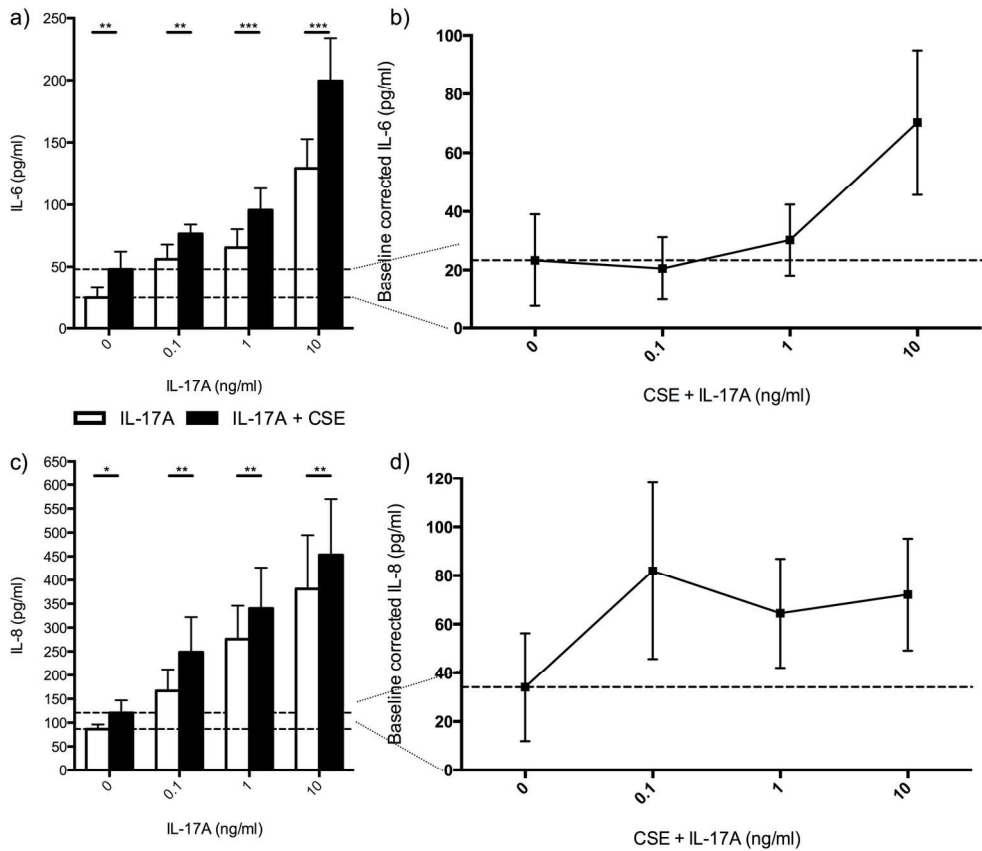 a)
** ** *** ***
IL-6 (pg/ml)
250
200
150
100
50
0
0 0.1 1 10
IL-17A (ng/ml)
b)
Baseline corrected IL-6 (pg/ml)
100
80
60
40
20
0
0 0.1 1 10
CSE + IL-17A (ng/ml)
IL-17A IL-17A + CSE
c)
* ** ** **
IL-8 (pg/ml)
650
600
550
500
450
400
350
300
250
200
150
100
50
0
0 0.1 1 10
IL-17A (ng/ml)
d)
Baseline corrected IL-8 (pg/ml)
120
100
80
60
40
20
0
0 0.1 1 10
CSE + IL-17A (ng/ml)